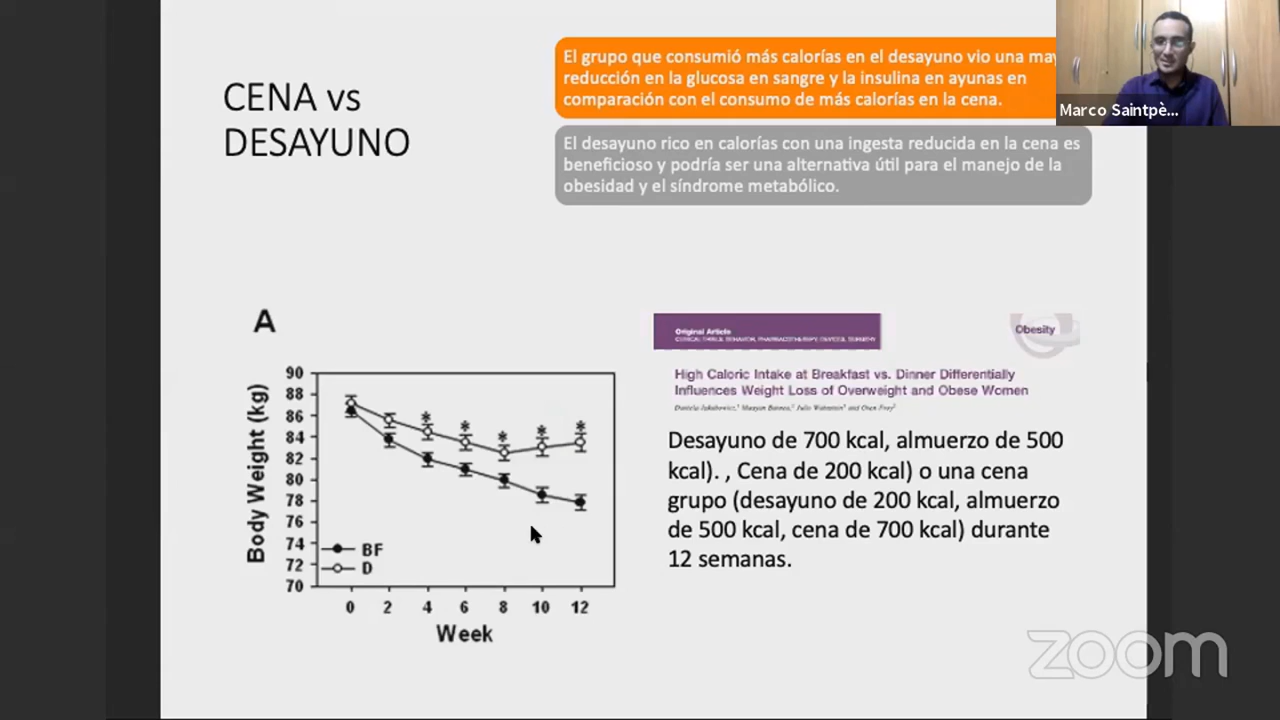 CENA vs
DESAYUNO
El grupo que consumió más calorías en el desayuno vio una may
reducción en la glucosa en sangre y la insulina en ayunas en
comparación con el consumo de más calorías en la cena.
El desayuno rico en calorías con una ingesta reducida en la cena es
beneficioso y podría ser una alternativa útil para el manejo de la
obesidad y el síndrome metabólico.
Marco Saintpè...
A
Body Weight (kg)
90
88
86
84
82
80
78
76
74
72
70
* * * * *
BF
D
0 2 4 6 8 10 12
Week
Original Article
Obesity
High Caloric Intake at Breakfast vs. Dinner Differentially
Influences Weight Loss of Overweight and Obese Women
Desayuno de 700 kcal, almuerzo de 500
kcal). , Cena de 200 kcal) o una cena
grupo (desayuno de 200 kcal, almuerzo
de 500 kcal, cena de 700 kcal) durante
12 semanas.
zoom